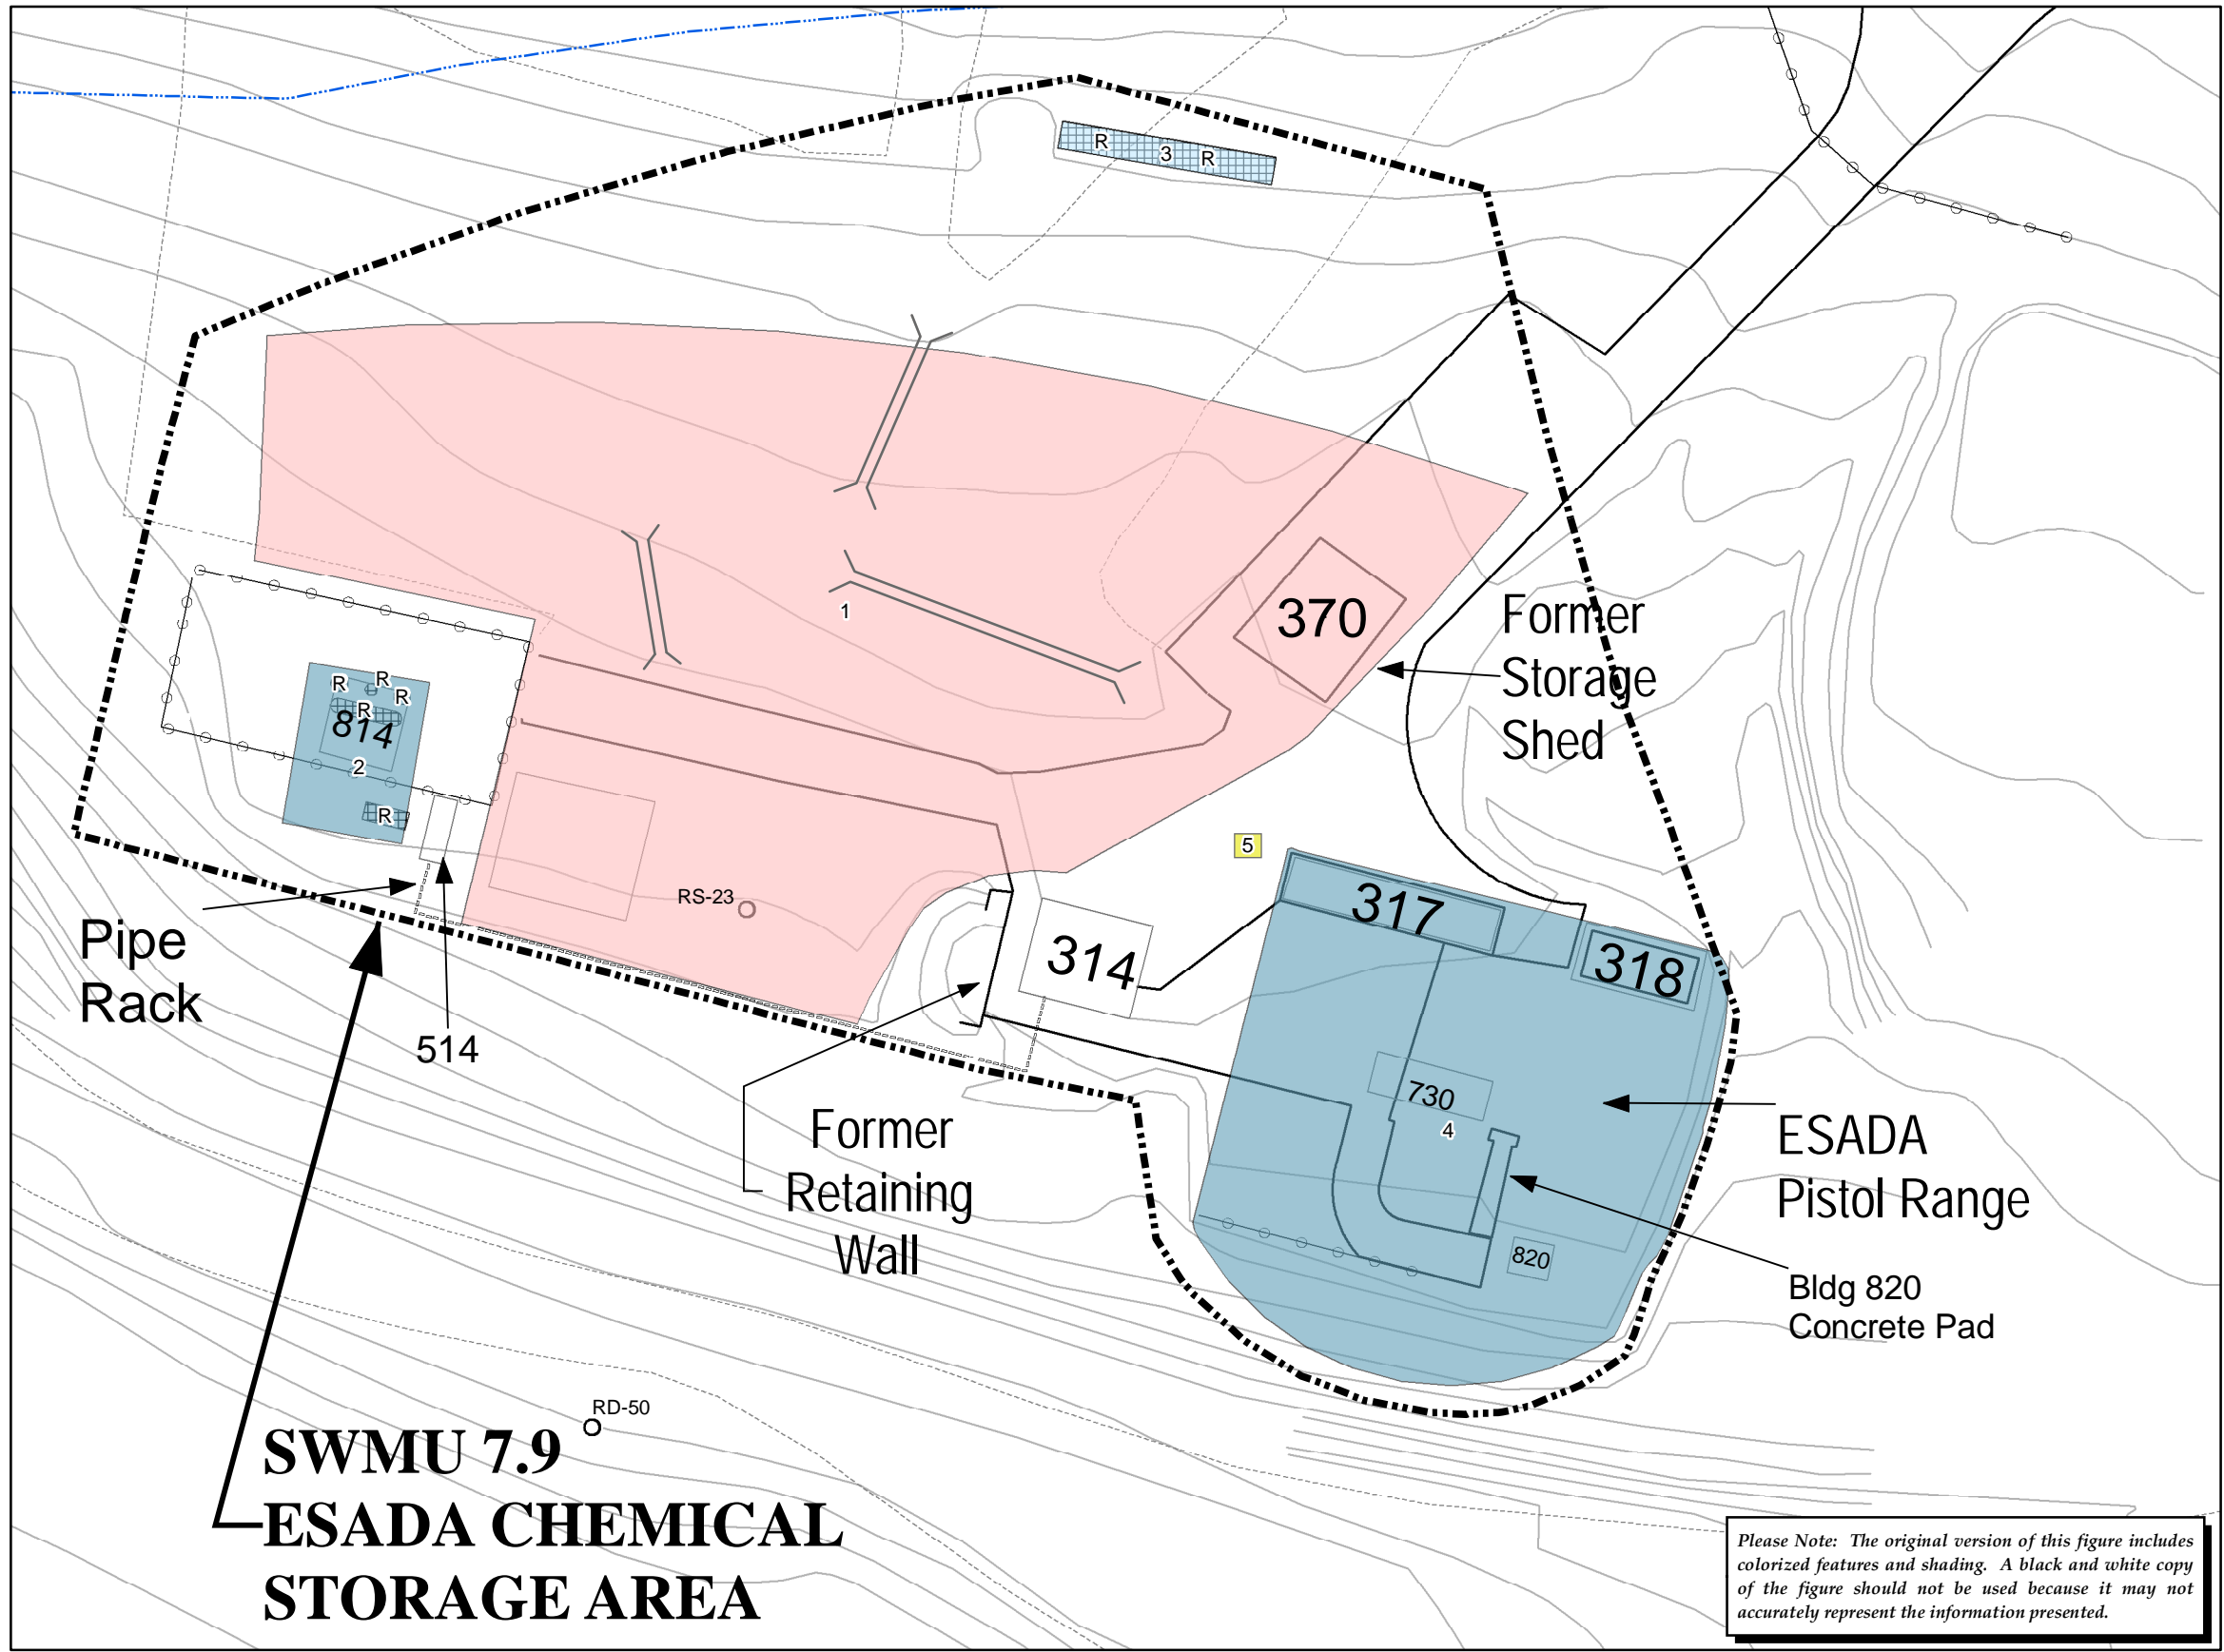 R
3
R
1
370
Former
Storage
Shed
R
R
R
R
814
2
R
5
RS-23
317
314
318
Pipe
Rack
514
730
4
Former
Retaining
Wall
ESADA
Pistol Range
820
Bldg 820
Concrete Pad
RD-50
SWMU 7.9
ESADA CHEMICAL
STORAGE AREA
Please Note: The original version of this figure includes
colorized features and shading. A black and white copy
of the figure should not be used because it may not
accurately represent the information presented.